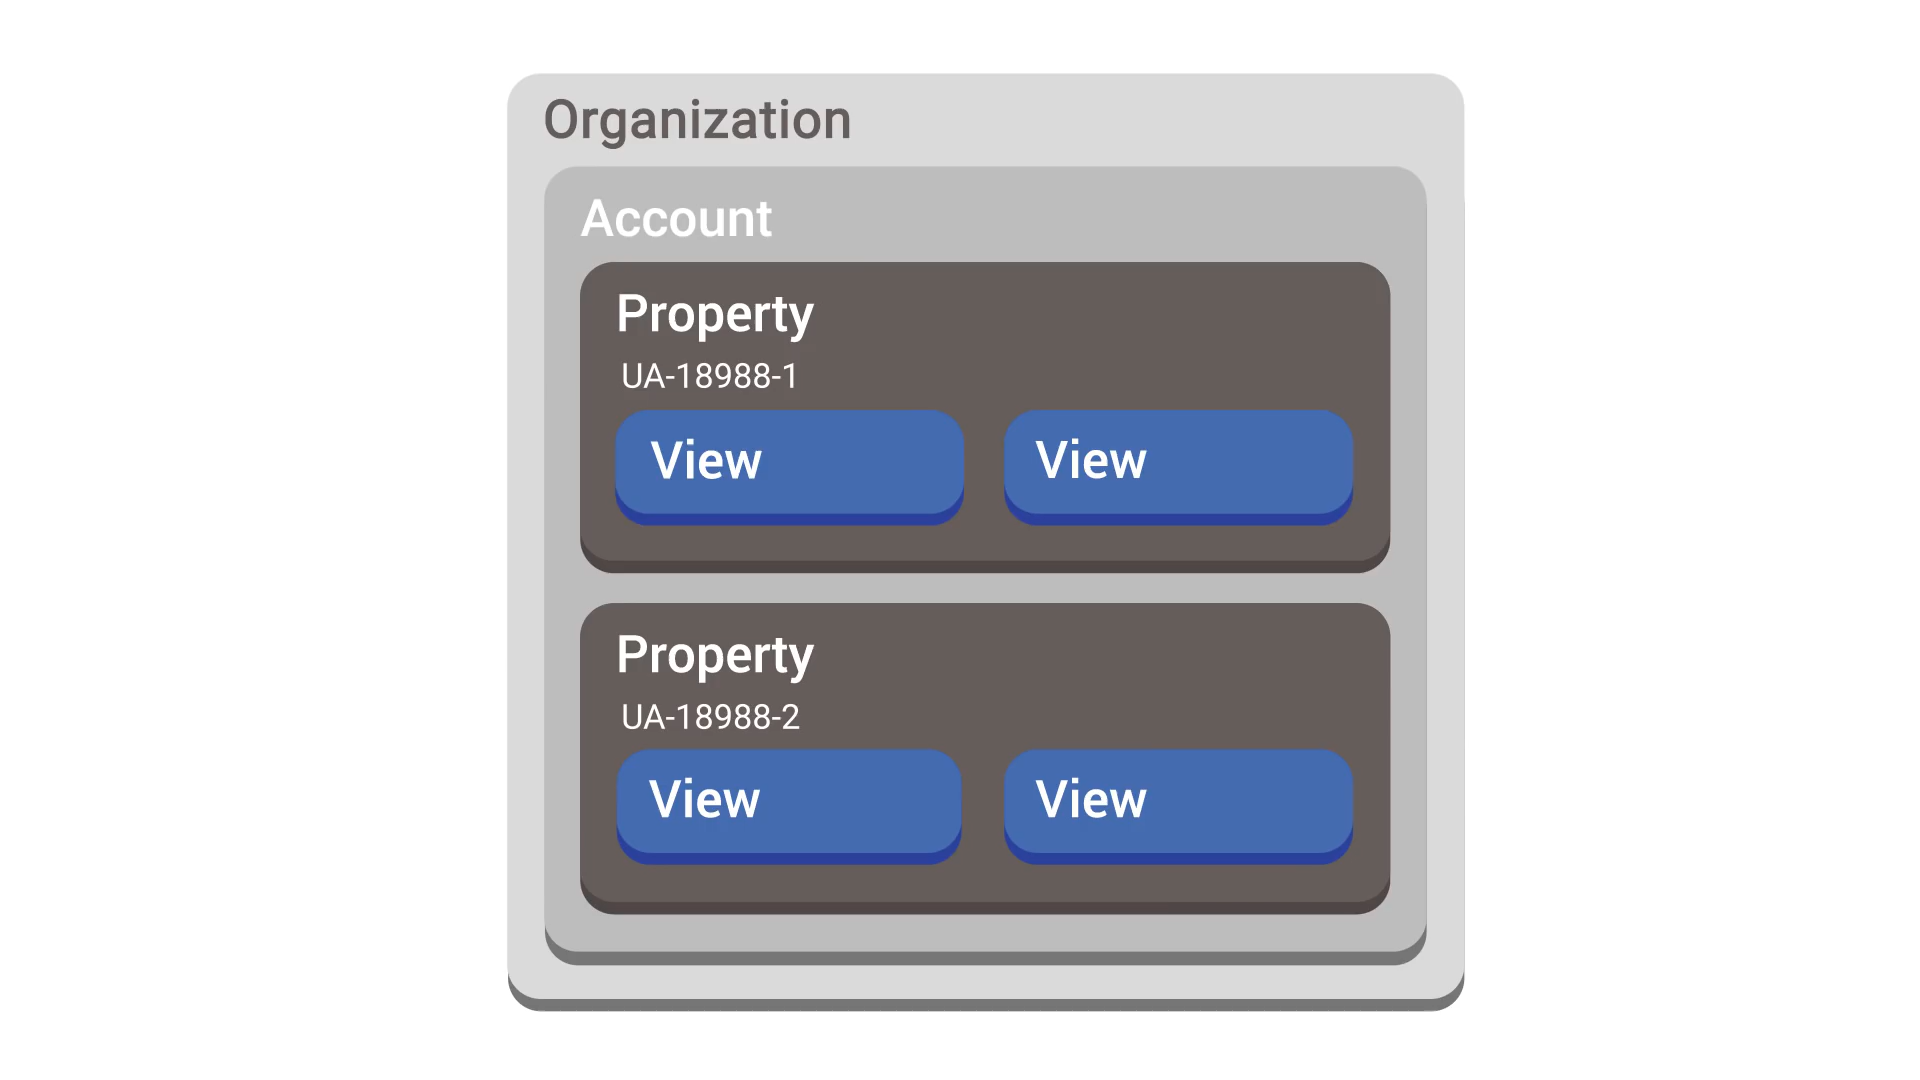 Organization
Account
Property
UA-18988-1
View View
Property
UA-18988-2
View View